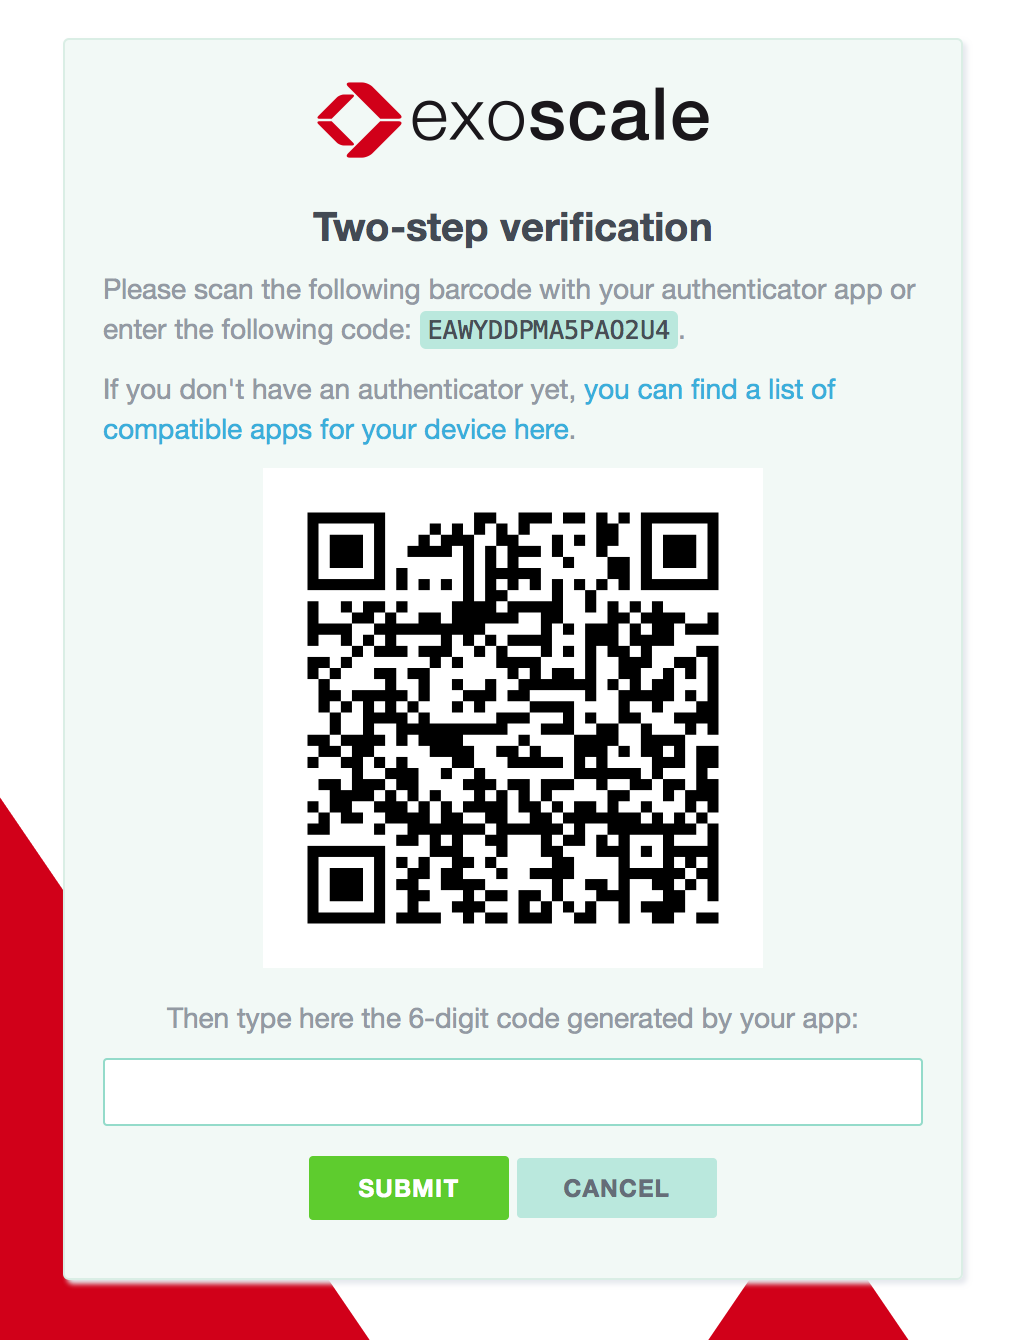 exoscale
Two-step verification
Please scan the following barcode with your authenticator app or
enter the following code: EAWYDDPMA5PAO2U4.
If you don't have an authenticator yet, you can find a list of
compatible apps for your device here.
Then type here the 6-digit code generated by your app:
SUBMIT CANCEL